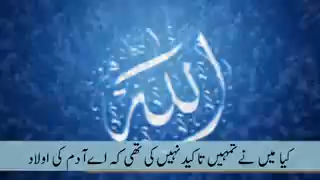 الله
کیا میں نے تمہیں تاکید نہیں کی تھی کہ اے آدم کی اولاد